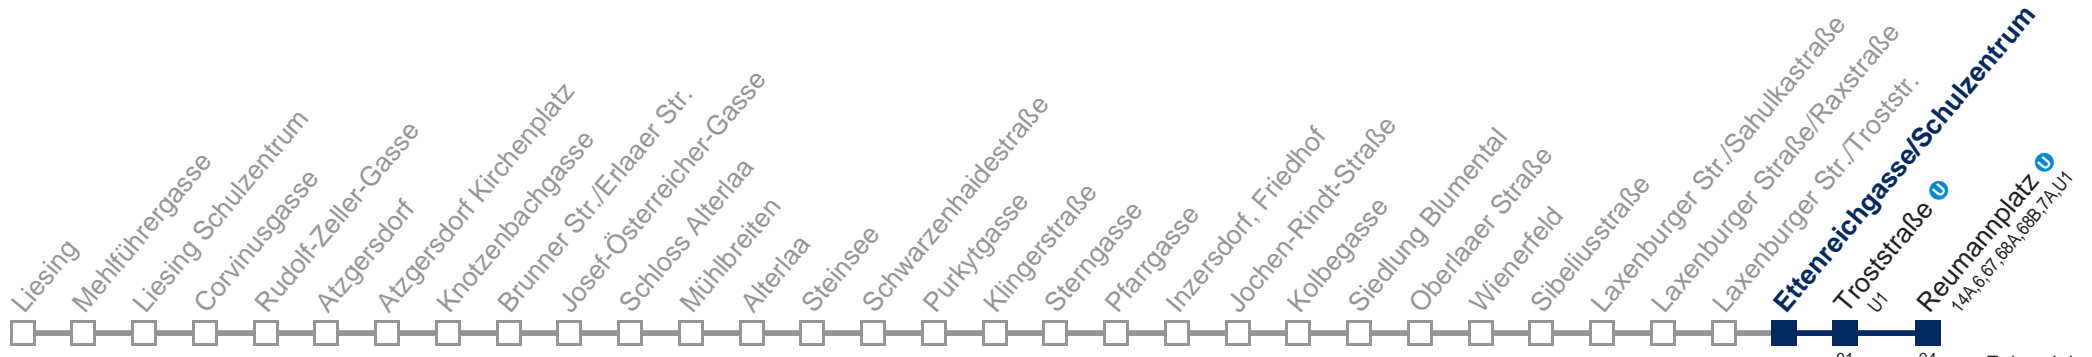 Liesing
Mehlführergasse
Liesing Schulzentrum
Corvinusgasse
Rudolf-Zeller-Gasse
Atzgersdorf
Atzgersdorf Kirchenplatz
Knotzenbachgasse
Brunner Str./Erlaaer Str.
Josef-Österreicher-Gasse
Schloss Alterlaa
Mühlbreiten
Alterlaa
Steinsee
Schwarzenhaidestraße
Purkytgasse
Klingerstraße
Sterngasse
Pfarrgasse
Inzersdorf, Friedhof
Jochen-Rindt-Straße
Kolbegasse
Siedlung Blumental
Oberlaaer Straße
Wienerfeld
Sibeliusstraße
Laxenburger Str./Sahulkastraße
Laxenburger Straße/Raxstraße
Laxenburger Str./Troststr.
Ettenreichgasse/Schulzentrum
Troststraße U
U1
Reumannplatz U
14A,6,67,68A,68B,7A,U1